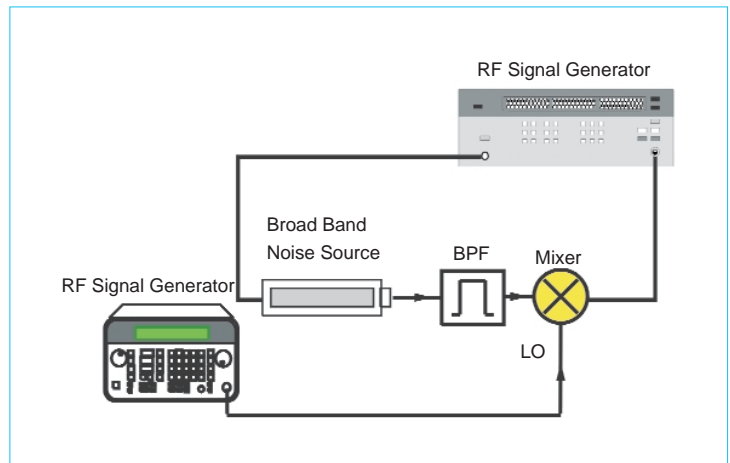 RF Signal Generator
Broad Band
Noise Source
BPF
Mixer
RF Signal Generator
LO